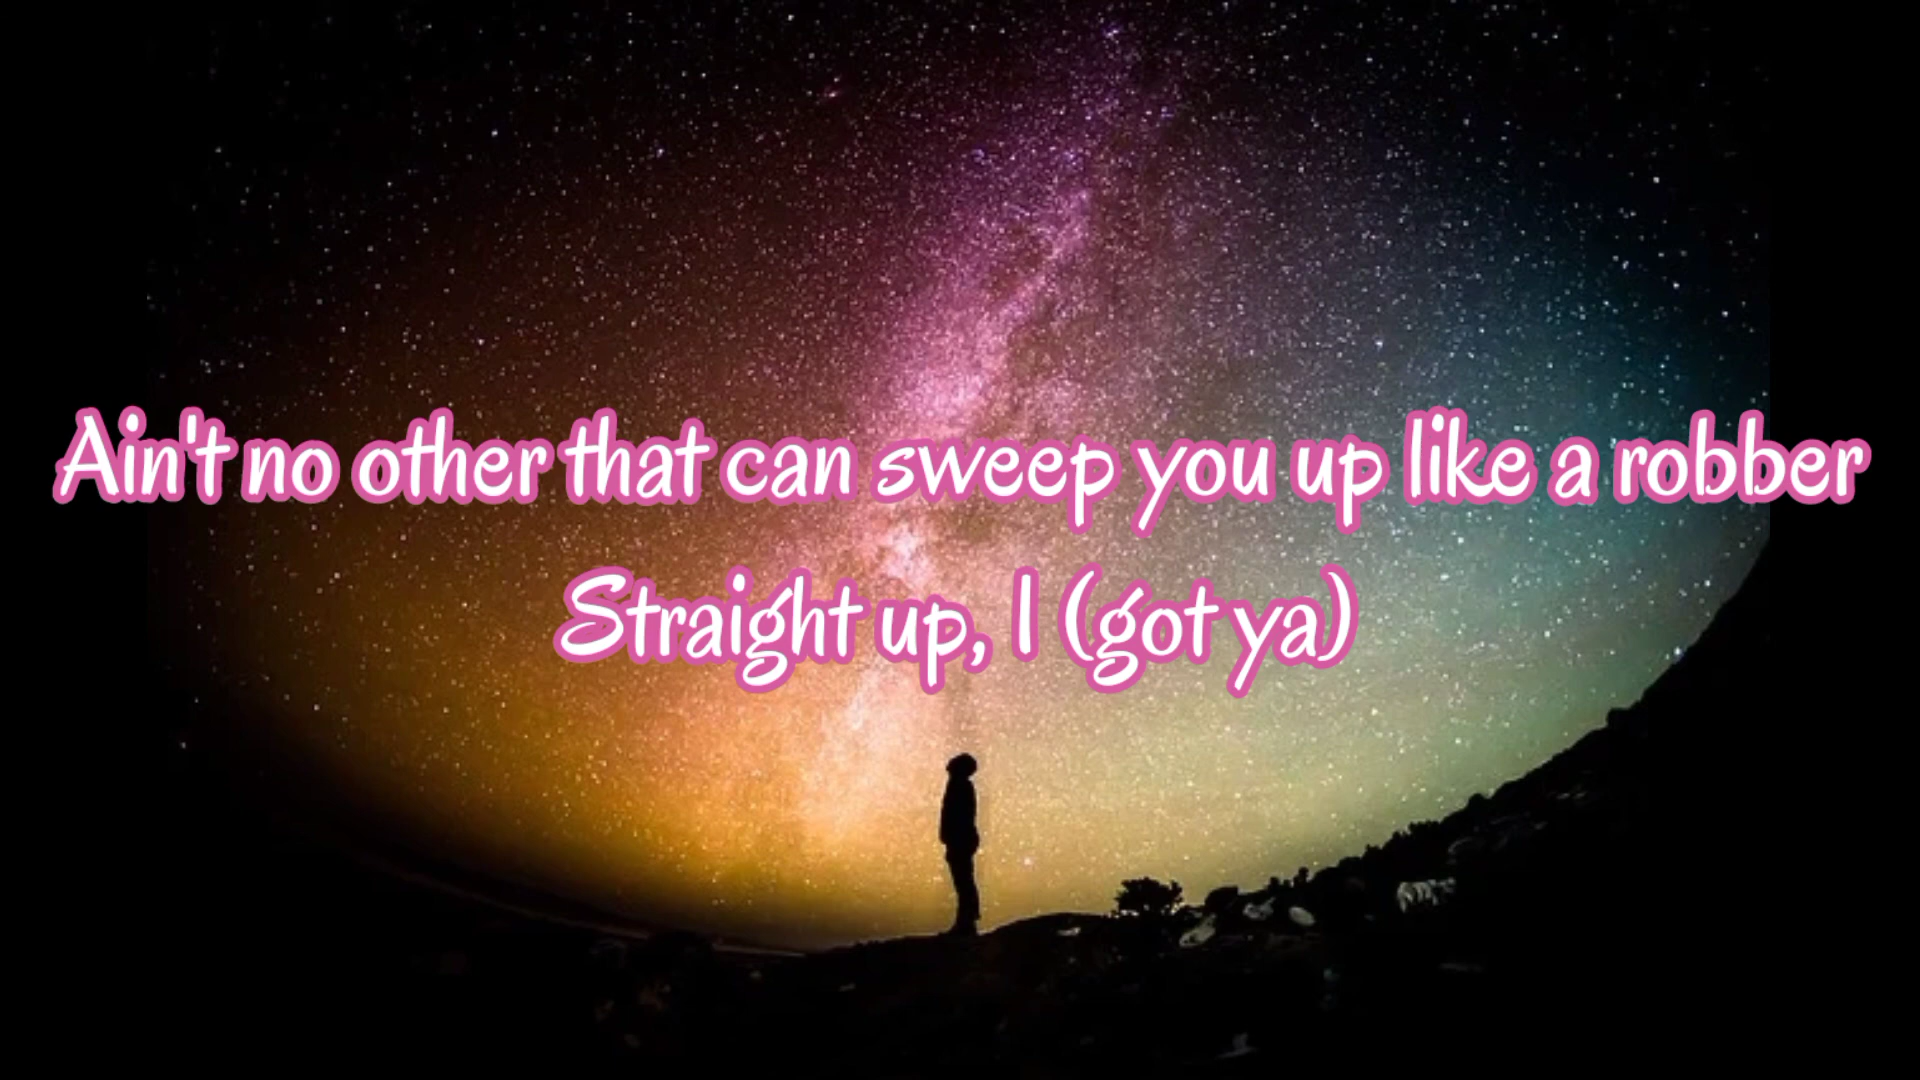 Ain't no other that can sweep you up like a robber
Straight up, I (got ya)